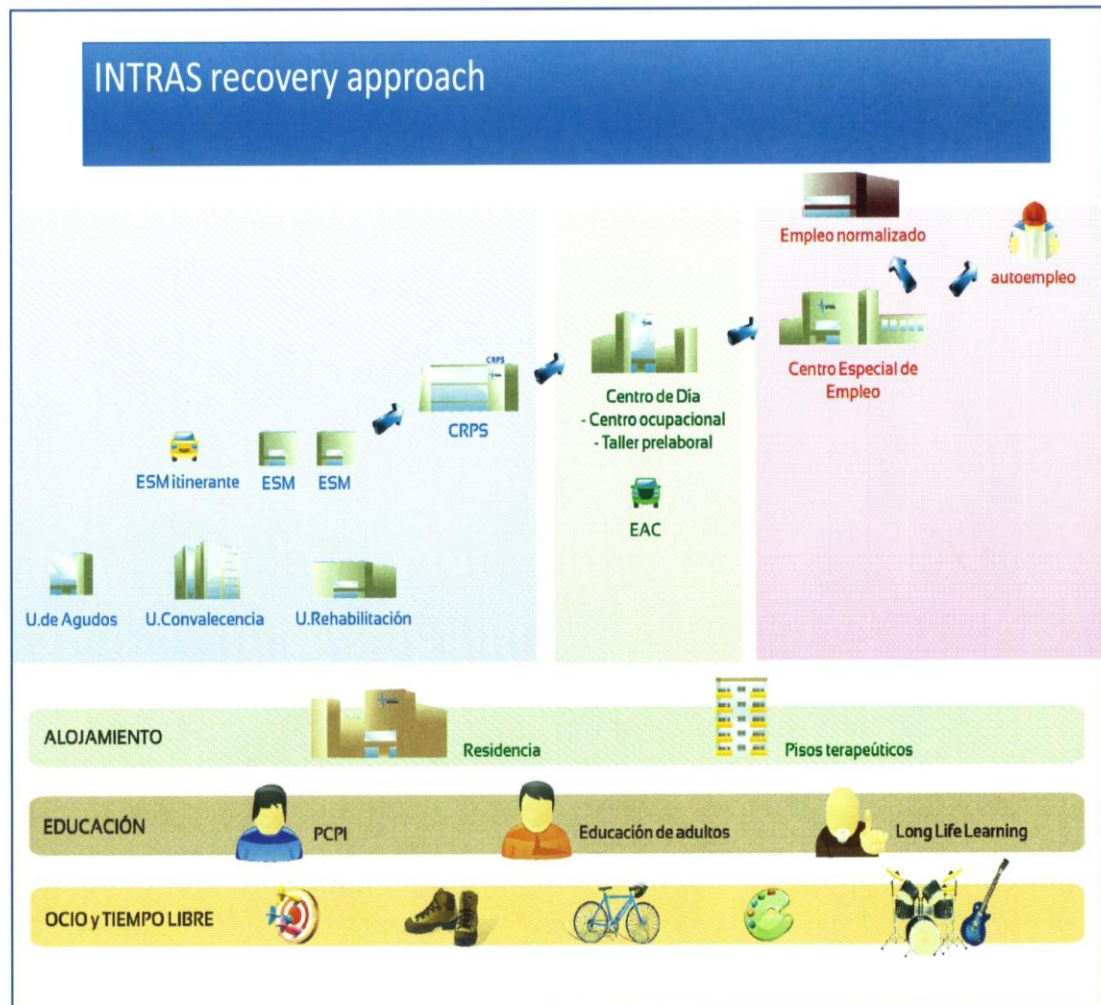 INTRAS recovery approach
Empleo normalizado
autoempleo
Centro Especial de
Empleo
CRPS
Centro de Día
- Centro ocupacional
- Taller prelaboral
CRPS
ESM itinerante
ESM
ESM
EAC
U.de Agudos
U.Convalecencia
U.Rehabilitación
ALOJAMIENTO
Residencia
Pisos terapeúticos
EDUCACIÓN
PCPI
Educación de adultos
Long Life Learning
OCIO y TIEMPO LIBRE